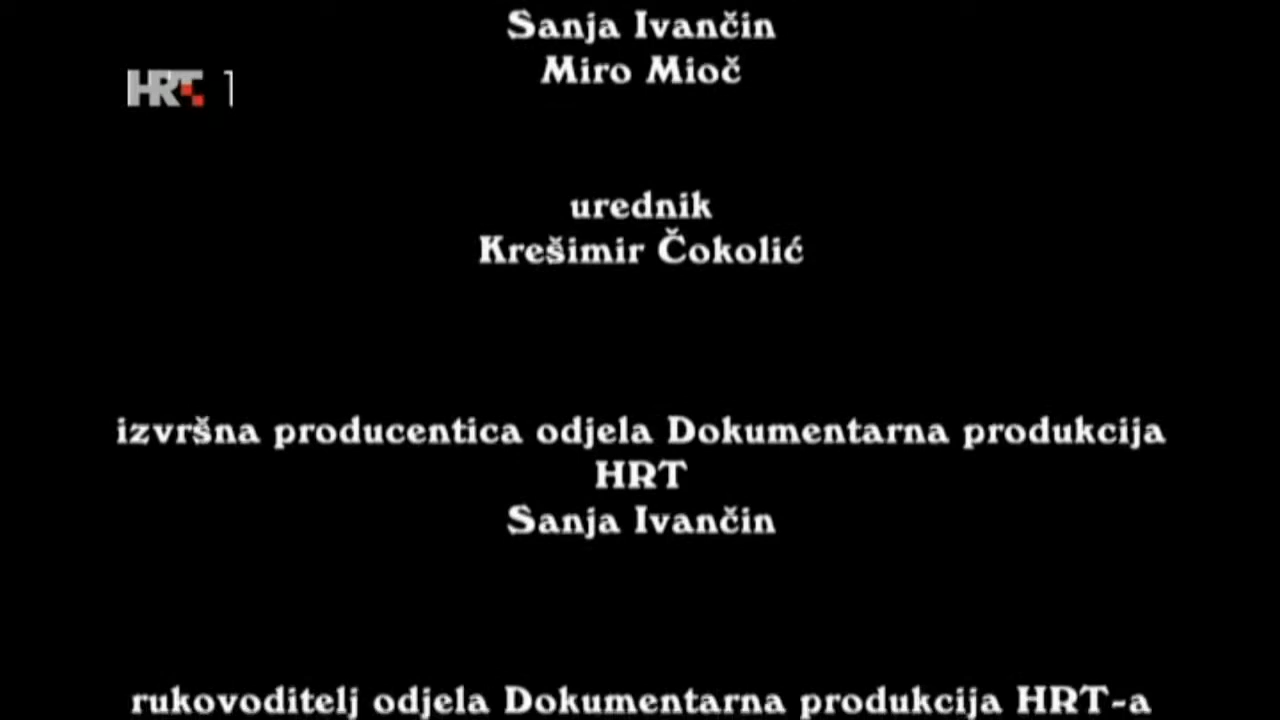 Sanja Ivančin
Miro Mioč
HRT 1
urednik
Krešimir Čokolić
izvršna producentica odjela Dokumentarna produkcija
HRT
Sanja Ivančin
rukovoditelj odjela Dokumentarna produkcija HRT-a